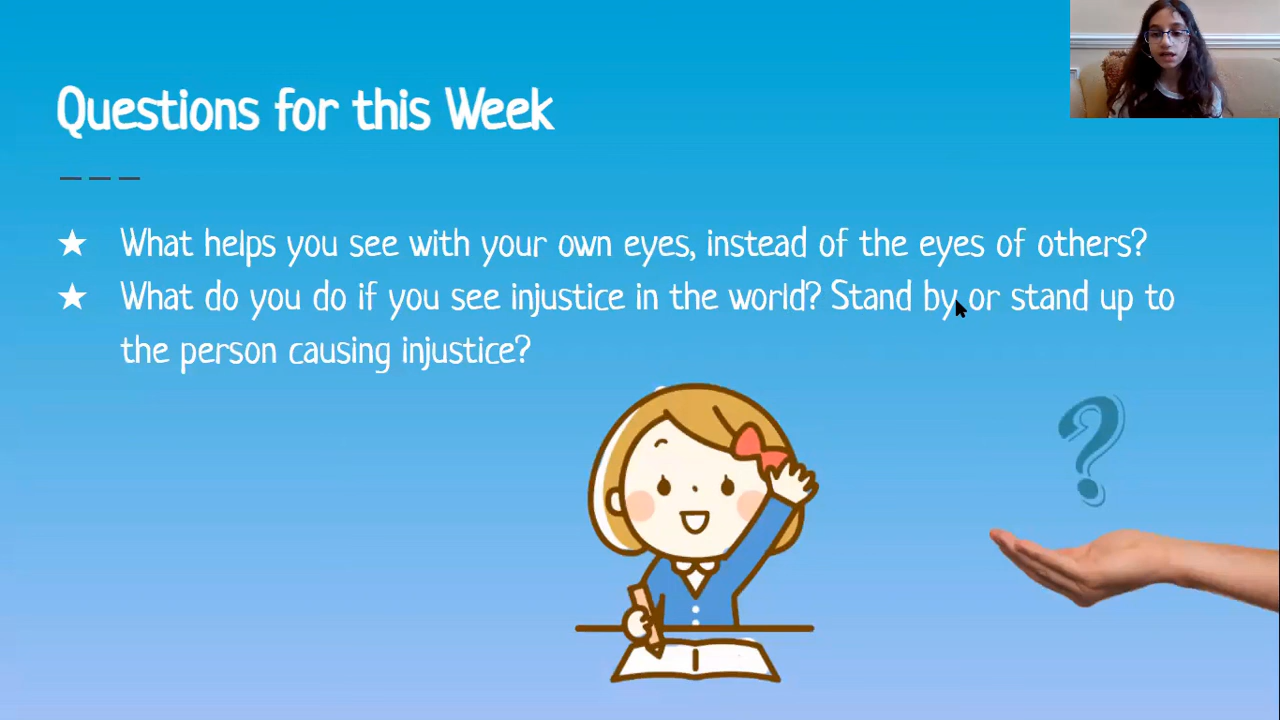 Questions for this Week
What helps you see with your own eyes, instead of the eyes of others?
What do you do if you see injustice in the world? Stand by or stand up to
the person causing injustice?
?